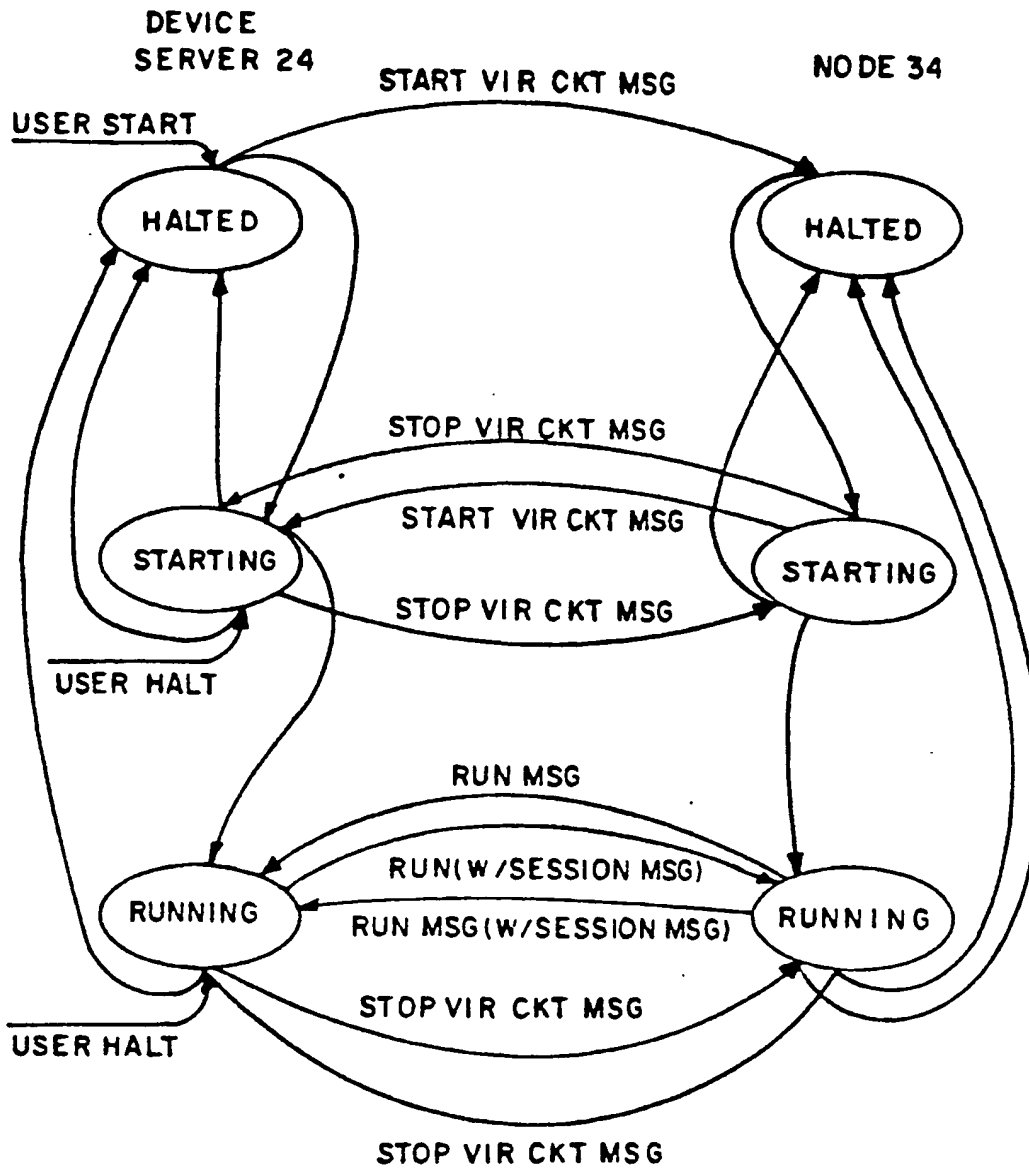 DEVICE
SERVER 24
NODE 34
START VIR CKT MSG
USER START
HALTED
HALTED
STOP VIR CKT MSG
START VIR CKT MSG
STARTING
STARTING
STOP VIR CKT MSG
USER HALT
RUN MSG
RUN(W/SESSION MSG)
RUNNING
RUNNING
RUN MSG(W/SESSION MSG)
STOP VIR CKT MSG
USER HALT
STOP VIR CKT MSG